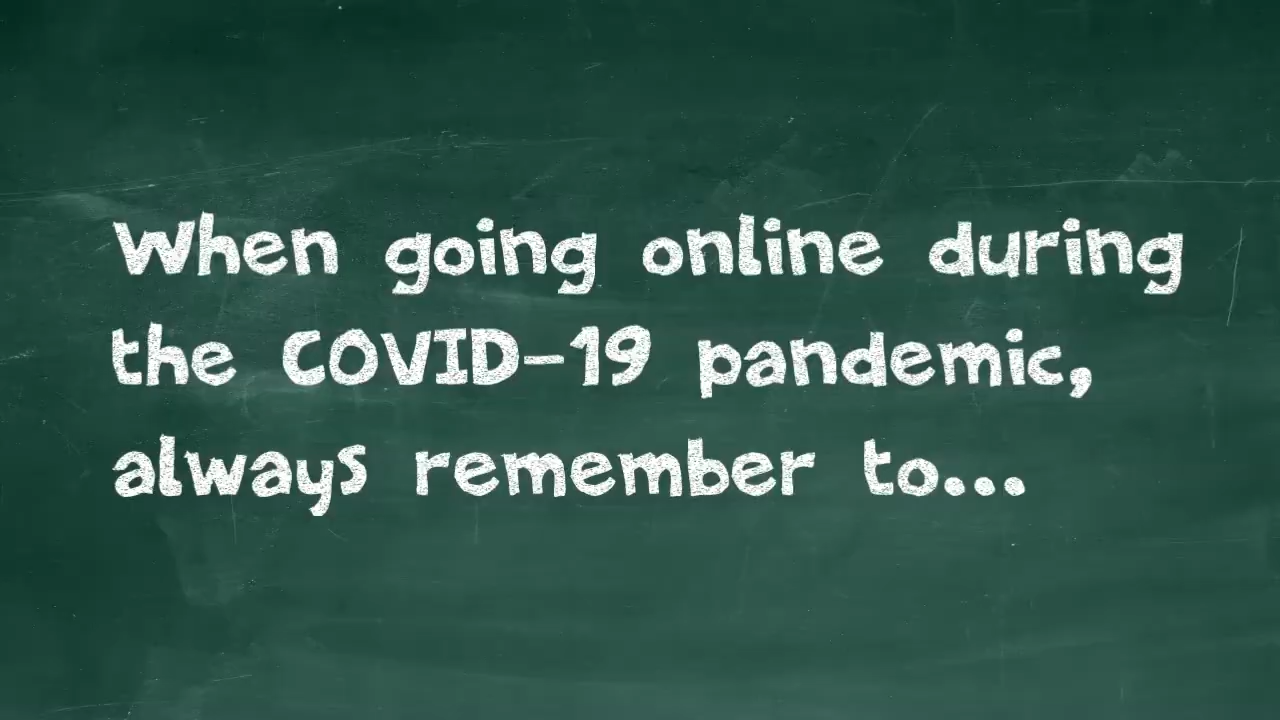 When going online during
the COVID-19 pandemic,
always remember to...